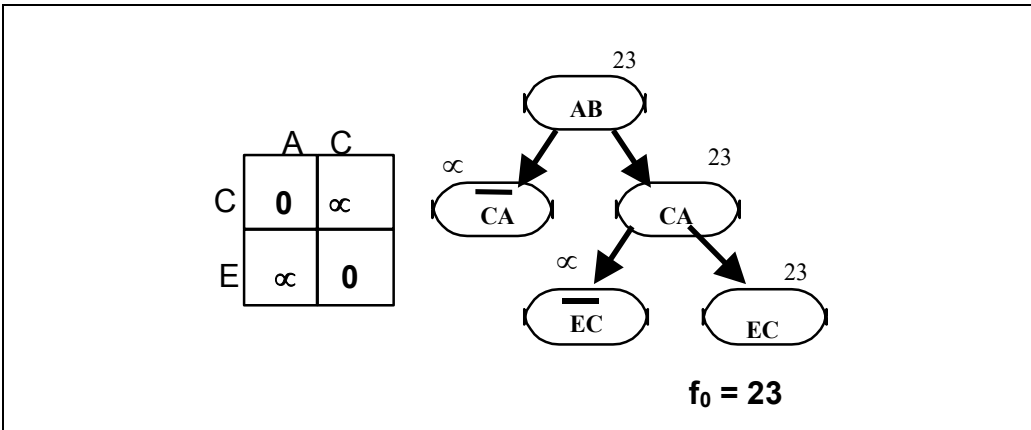 23
AB
A C
∝ 23
C 0 ∝
CA CA
∝ 23
E ∝ 0
EC EC
f₀ = 23